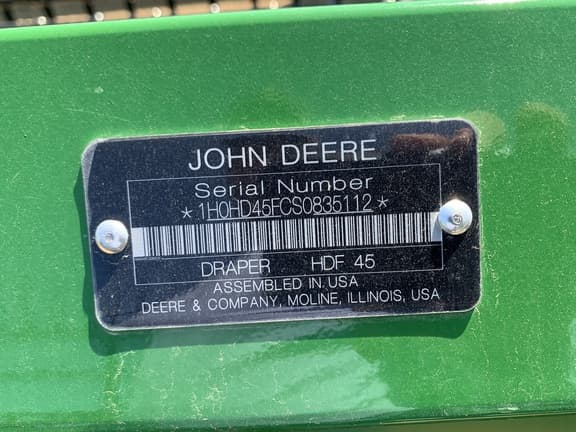 JOHN DEERE
Serial Number
*1H0HD45FCS0835112*
DRAPER HDF 45
ASSEMBLED IN USA
DEERE & COMPANY, MOLINE, ILLINOIS, USA